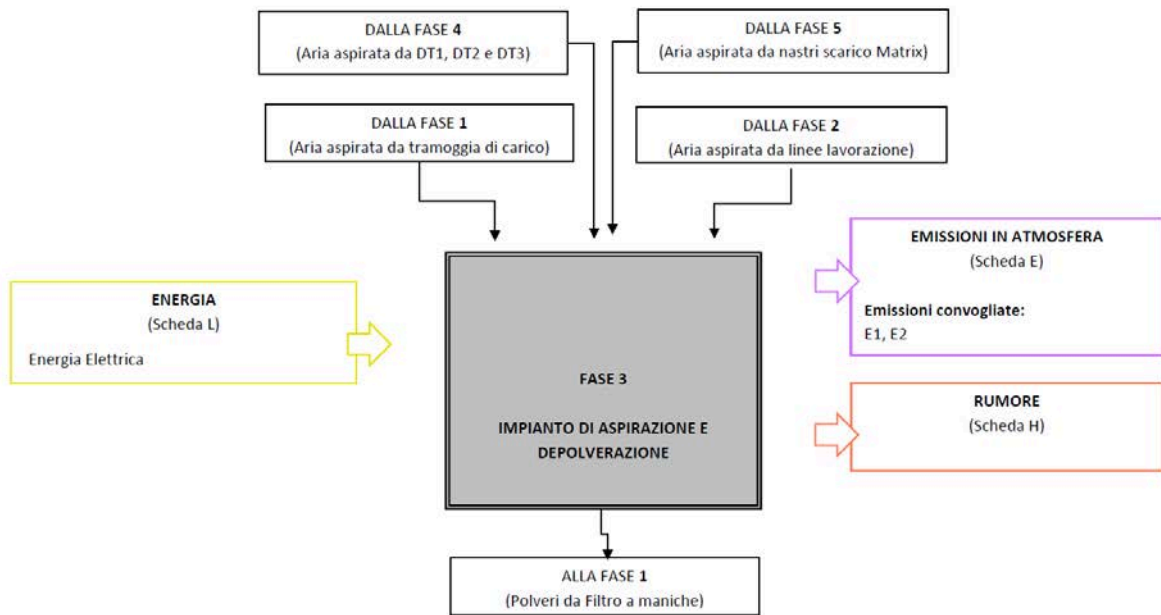 DALLA FASE 4
(Aria aspirata da DT1, DT2 e DT3)
DALLA FASE 5
(Aria aspirata da nastri scarico Matrix)
DALLA FASE 1
(Aria aspirata da tramoggia di carico)
DALLA FASE 2
(Aria aspirata da linee lavorazione)
ENERGIA
(Scheda L)
Energia Elettrica
FASE 3
IMPIANTO DI ASPIRAZIONE E
DEPOLVERAZIONE
EMISSIONI IN ATMOSFERA
(Scheda E)
Emissioni convogliate:
E1, E2
RUMORE
(Scheda H)
ALLA FASE 1
(Polveri da Filtro a maniche)